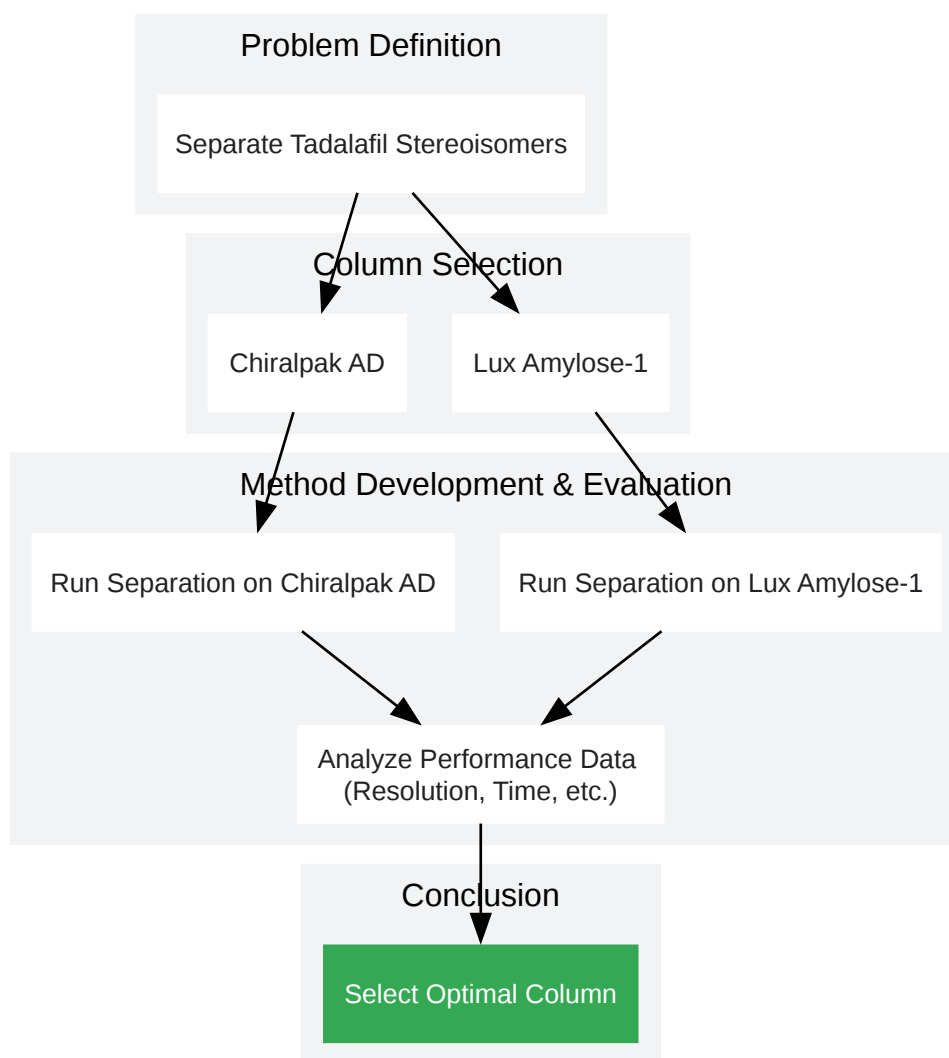 Problem Definition
Separate Tadalafil Stereoisomers
Column Selection
Chiralpak AD
Lux Amylose-1
Method Development & Evaluation
Run Separation on Chiralpak AD
Run Separation on Lux Amylose-1
Analyze Performance Data
(Resolution, Time, etc.)
Conclusion
Select Optimal Column